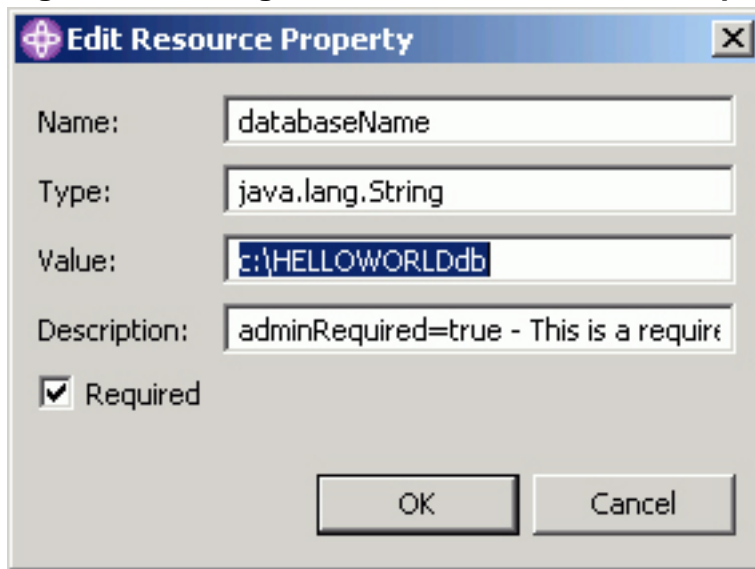 Edit Resource Property
Name: databaseName
Type: java.lang.String
Value: c:\HELLOWORLDdb
Description: adminRequired=true - This is a require
Required
OK Cancel